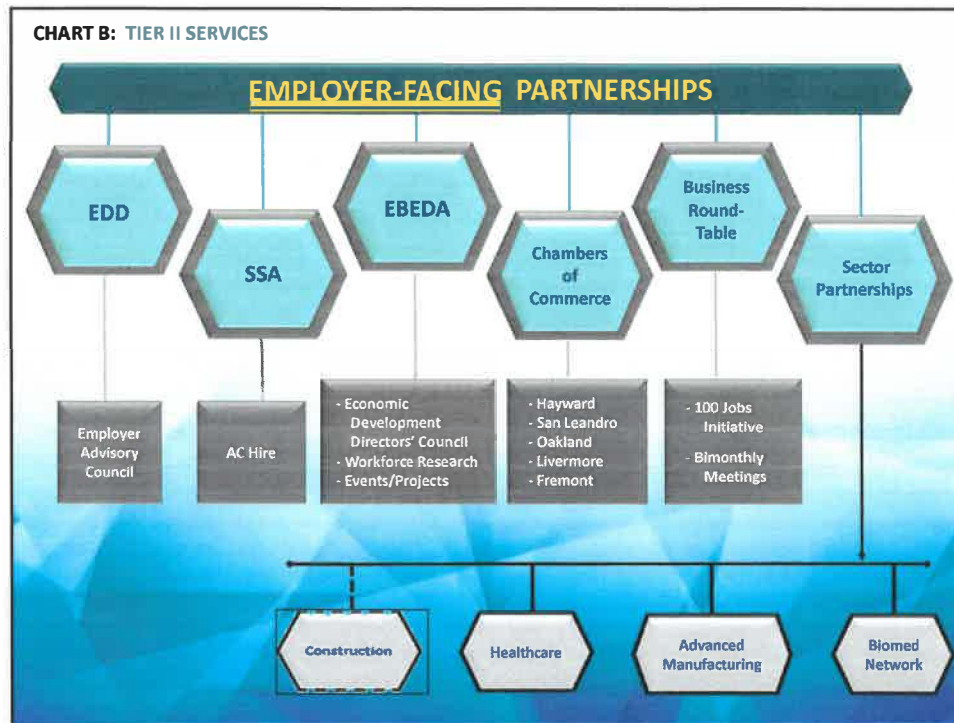 CHART B: TIER II SERVICES
EMPLOYER-FACING PARTNERSHIPS
EDD
SSA
EBEDA
Chambers
of
Commerce
Business
Round-
Table
Sector
Partnerships
Employer
Advisory
Council
AC Hire
- Economic
Development
Directors' Council
- Workforce Research
- Events/Projects
- Hayward
- San Leandro
- Oakland
- Livermore
- Fremont
- 100 Jobs
Initiative
- Bimonthly
Meetings
Construction
Healthcare
Advanced
Manufacturing
Biomed
Network